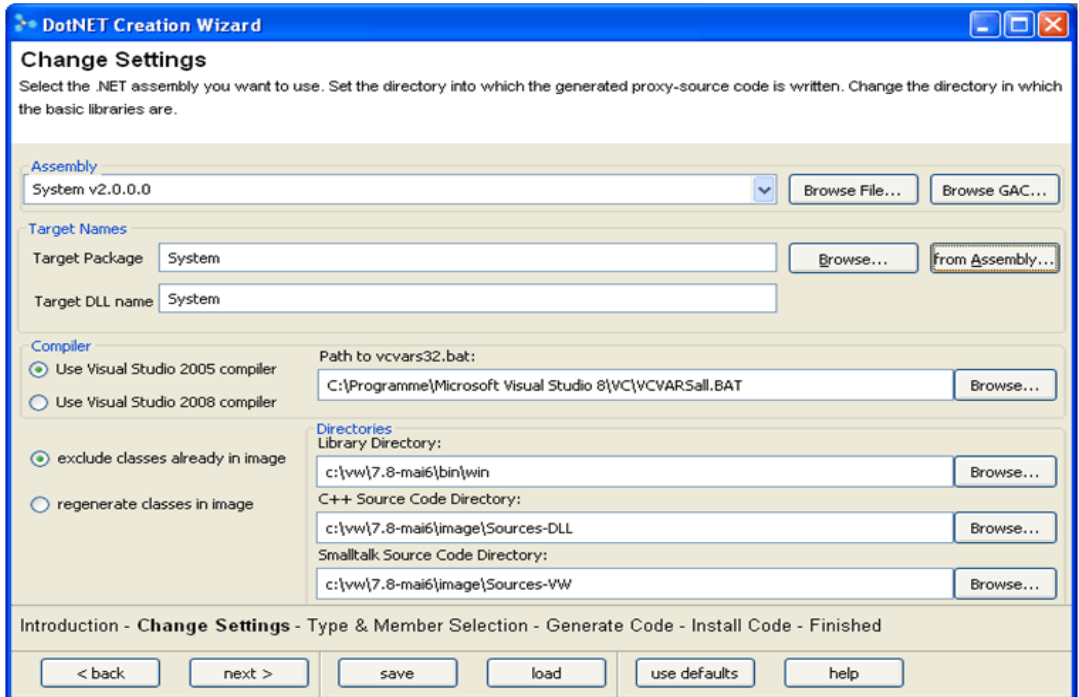 DotNET Creation Wizard
Change Settings
Select the .NET assembly you want to use. Set the directory into which the generated proxy-source code is written. Change the directory in which
the basic libraries are.
Assembly
System v2.0.0.0 Browse File... Browse GAC...
Target Names
Target Package System Browse... from Assembly...
Target DLL name System
Compiler
Use Visual Studio 2005 compiler
Use Visual Studio 2008 compiler
Path to vcvars32.bat:
C:\Programme\Microsoft Visual Studio 8\VC\VCVARSall.BAT Browse...
exclude classes already in image
regenerate classes in image
Directories
Library Directory:
c:\vw\7.8-mai6\bin\win Browse...
C++ Source Code Directory:
c:\vw\7.8-mai6\image\Sources-DLL Browse...
Smalltalk Source Code Directory:
c:\vw\7.8-mai6\image\Sources-VW Browse...
Introduction - Change Settings - Type & Member Selection - Generate Code - Install Code - Finished
< back next > save load use defaults help